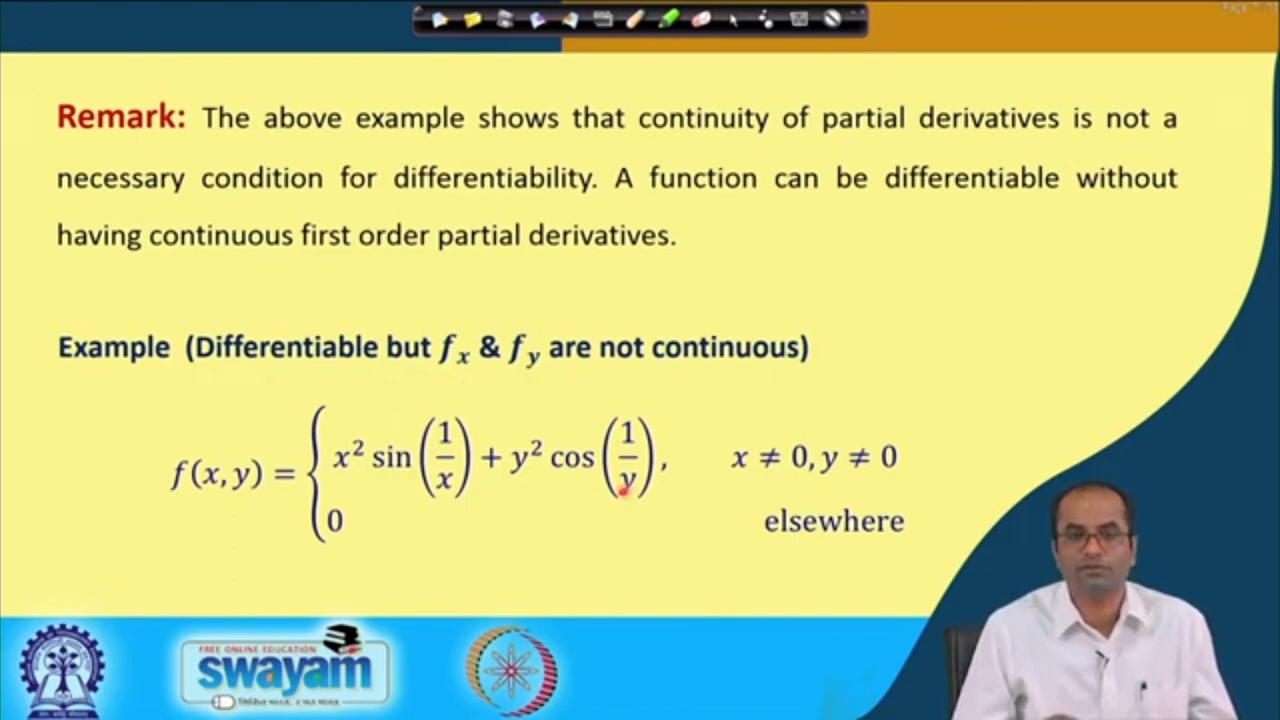 Remark: The above example shows that continuity of partial derivatives is not a
necessary condition for differentiability. A function can be differentiable without
having continuous first order partial derivatives.
Example (Differentiable but fₓ & f_y are not continuous)
f(x, y) = { x² sin(1/x) + y² cos(1/y), x ≠ 0, y ≠ 0
0 elsewhere
FREE ONLINE EDUCATION
swayam